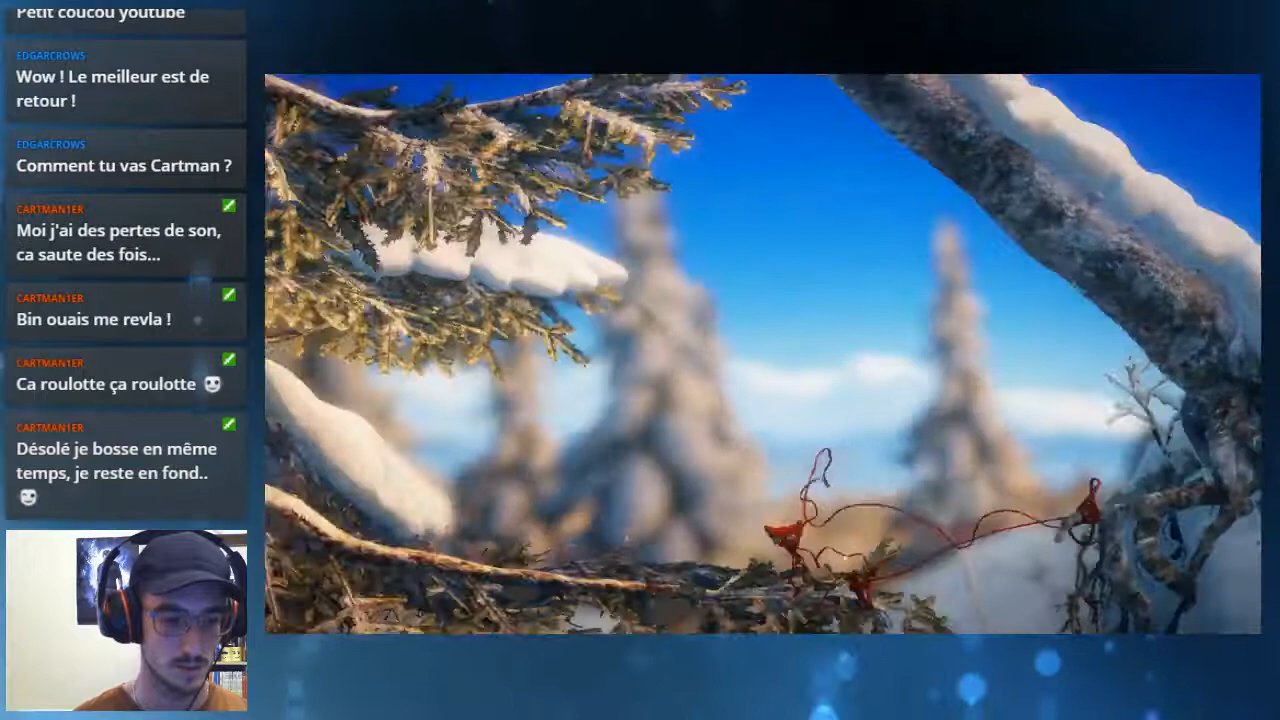 Petit coucou youtube
EDGARCROWS
Wow ! Le meilleur est de
retour !
EDGARCROWS
Comment tu vas Cartman ?
CARTMAN1ER
Moi j'ai des pertes de son,
ca saute des fois...
CARTMAN1ER
Bin ouais me revla !
CARTMAN1ER
Ca roulotte ça roulotte
CARTMAN1ER
Désolé je bosse en même
temps, je reste en fond..